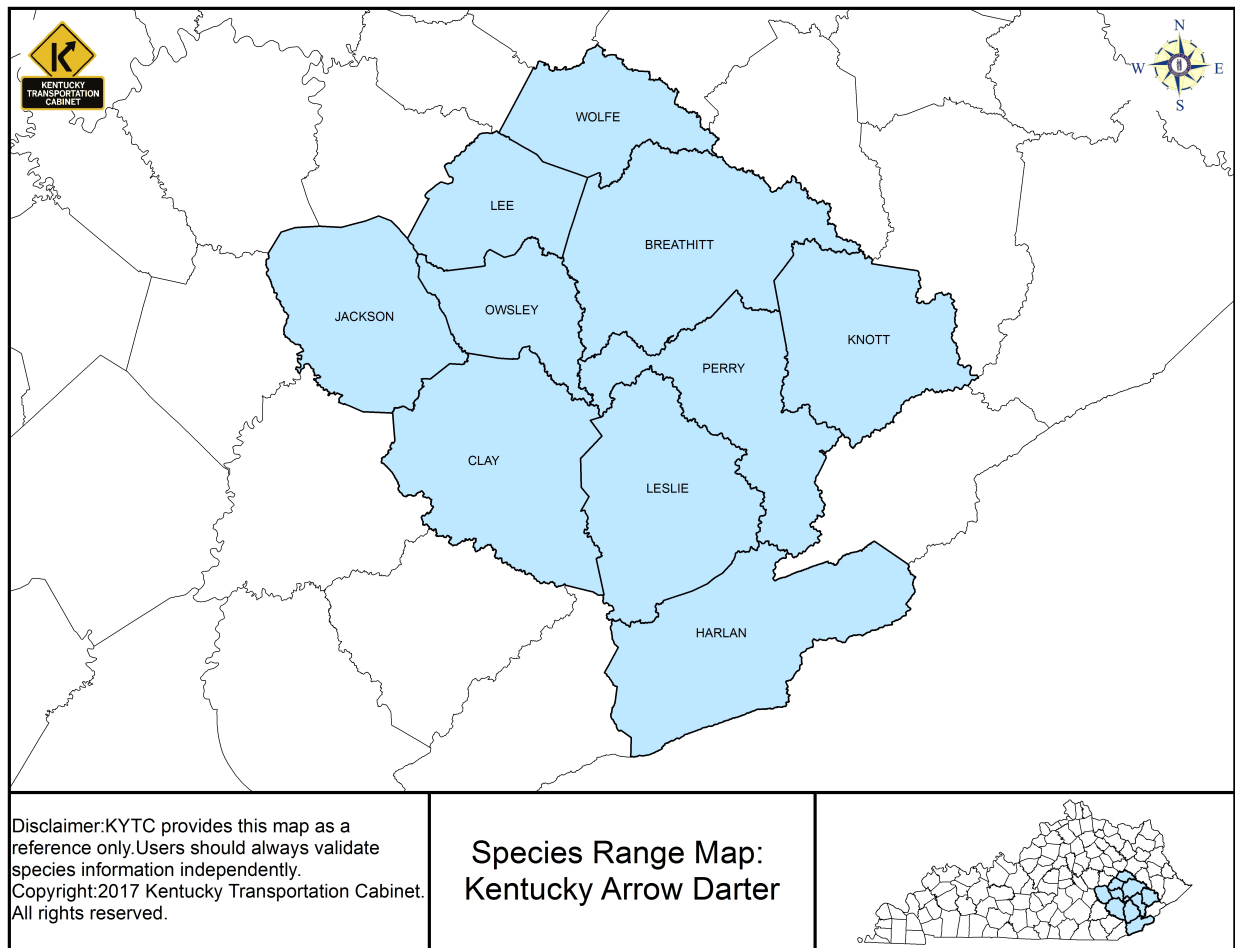 KENTUCKY
TRANSPORTATION
CABINET
N
W E
S
WOLFE
LEE
BREATHITT
JACKSON
OWSLEY
KNOTT
PERRY
CLAY
LESLIE
HARLAN
Disclaimer:KYTC provides this map as a
reference only.Users should always validate
species information independently.
Copyright:2017 Kentucky Transportation Cabinet.
All rights reserved.
Species Range Map:
Kentucky Arrow Darter